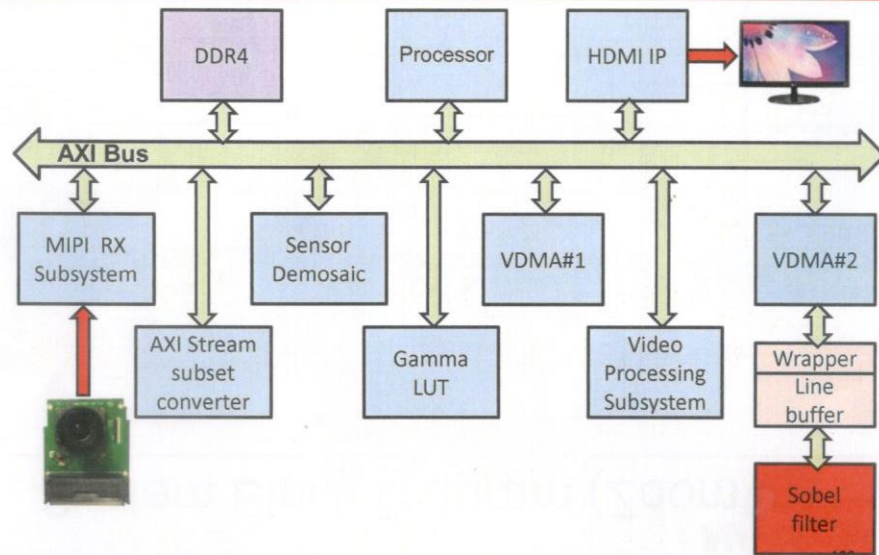 DDR4
Processor
HDMI IP
AXI Bus
MIPI RX
Subsystem
Sensor
Demosaic
VDMA#1
VDMA#2
AXI Stream
subset
converter
Gamma
LUT
Video
Processing
Subsystem
Wrapper
Line
buffer
Sobel
filter